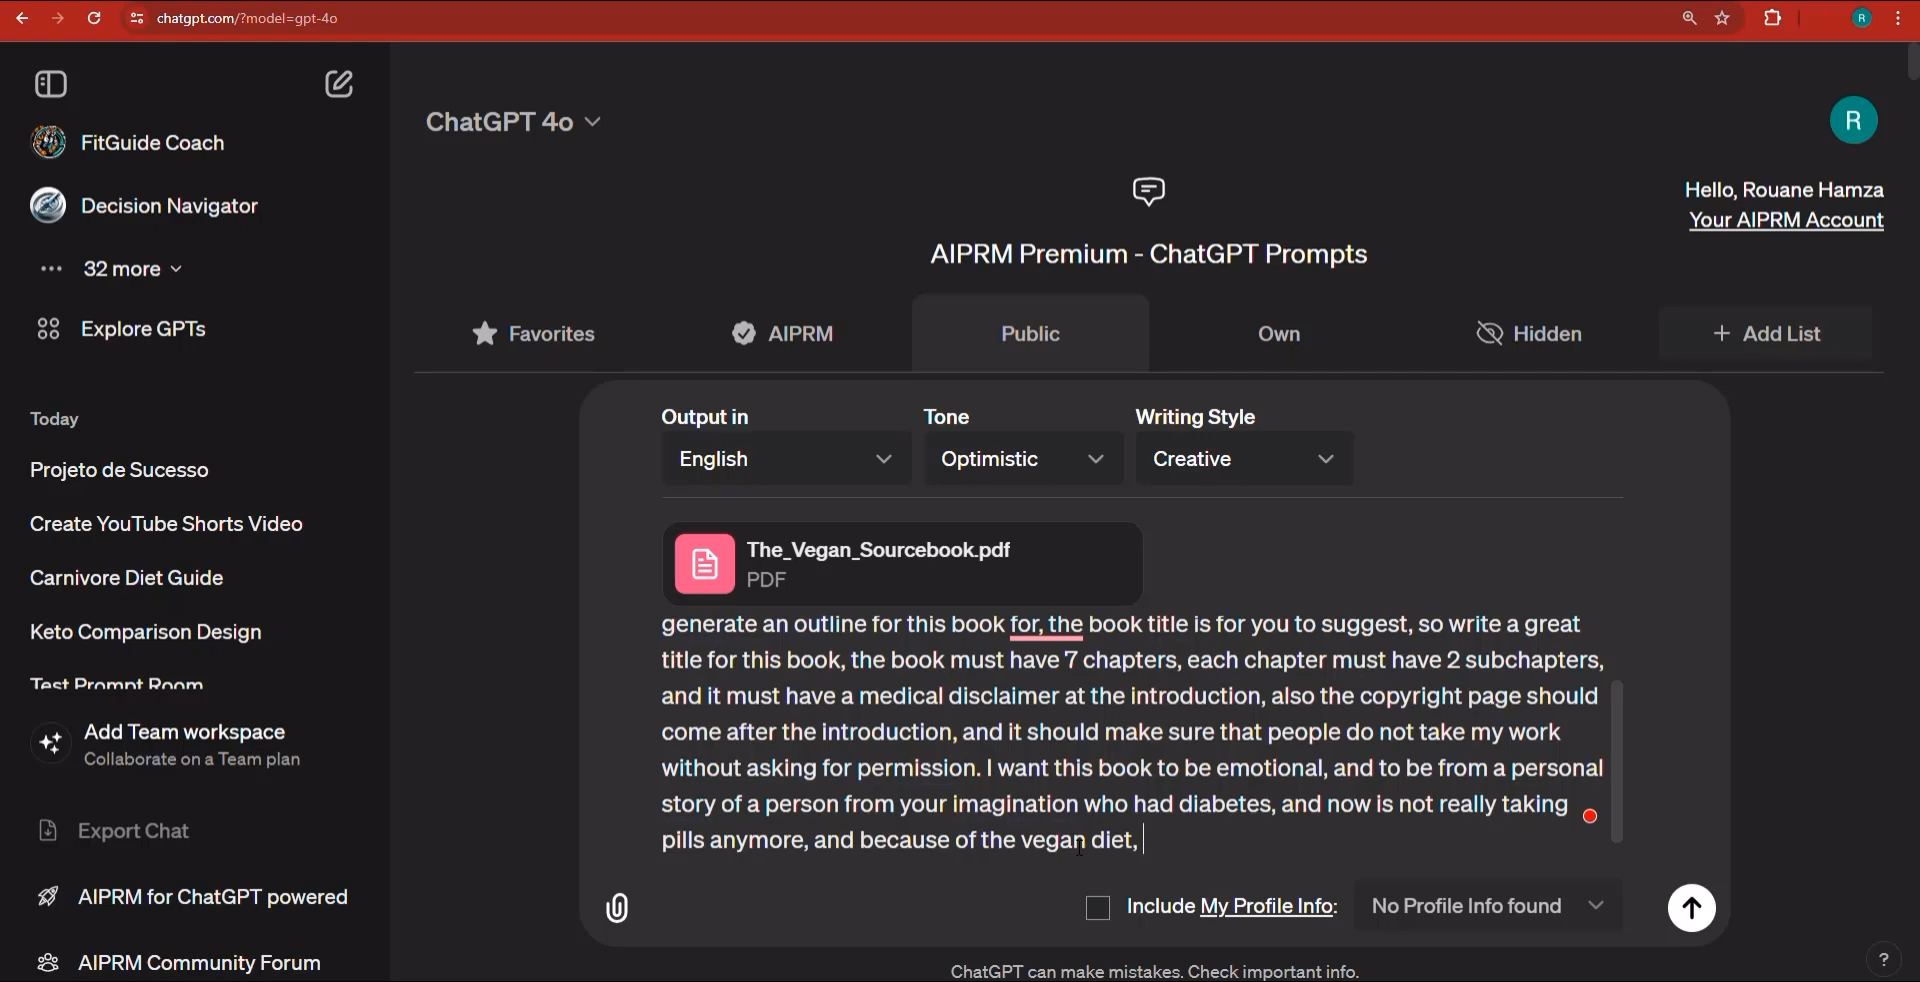 chatgpt.com/?model=gpt-4o
R
FitGuide Coach
Decision Navigator
32 more
Explore GPTs
Today
Projeto de Sucesso
Create YouTube Shorts Video
Carnivore Diet Guide
Keto Comparison Design
Test Prompt Room
Add Team workspace
Collaborate on a Team plan
Export Chat
AIPRM for ChatGPT powered
AIPRM Community Forum
ChatGPT 4o
R
Hello, Rouane Hamza
Your AIPRM Account
AIPRM Premium - ChatGPT Prompts
Favorites
AIPRM
Public
Own
Hidden
+ Add List
Output in
Tone
Writing Style
English
Optimistic
Creative
The_Vegan_Sourcebook.pdf
PDF
generate an outline for this book for, the book title is for you to suggest, so write a great
title for this book, the book must have 7 chapters, each chapter must have 2 subchapters,
and it must have a medical disclaimer at the introduction, also the copyright page should
come after the introduction, and it should make sure that people do not take my work
without asking for permission. I want this book to be emotional, and to be from a personal
story of a person from your imagination who had diabetes, and now is not really taking
pills anymore, and because of the vegan diet,
Include My Profile Info:
No Profile Info found
ChatGPT can make mistakes. Check important info.
?